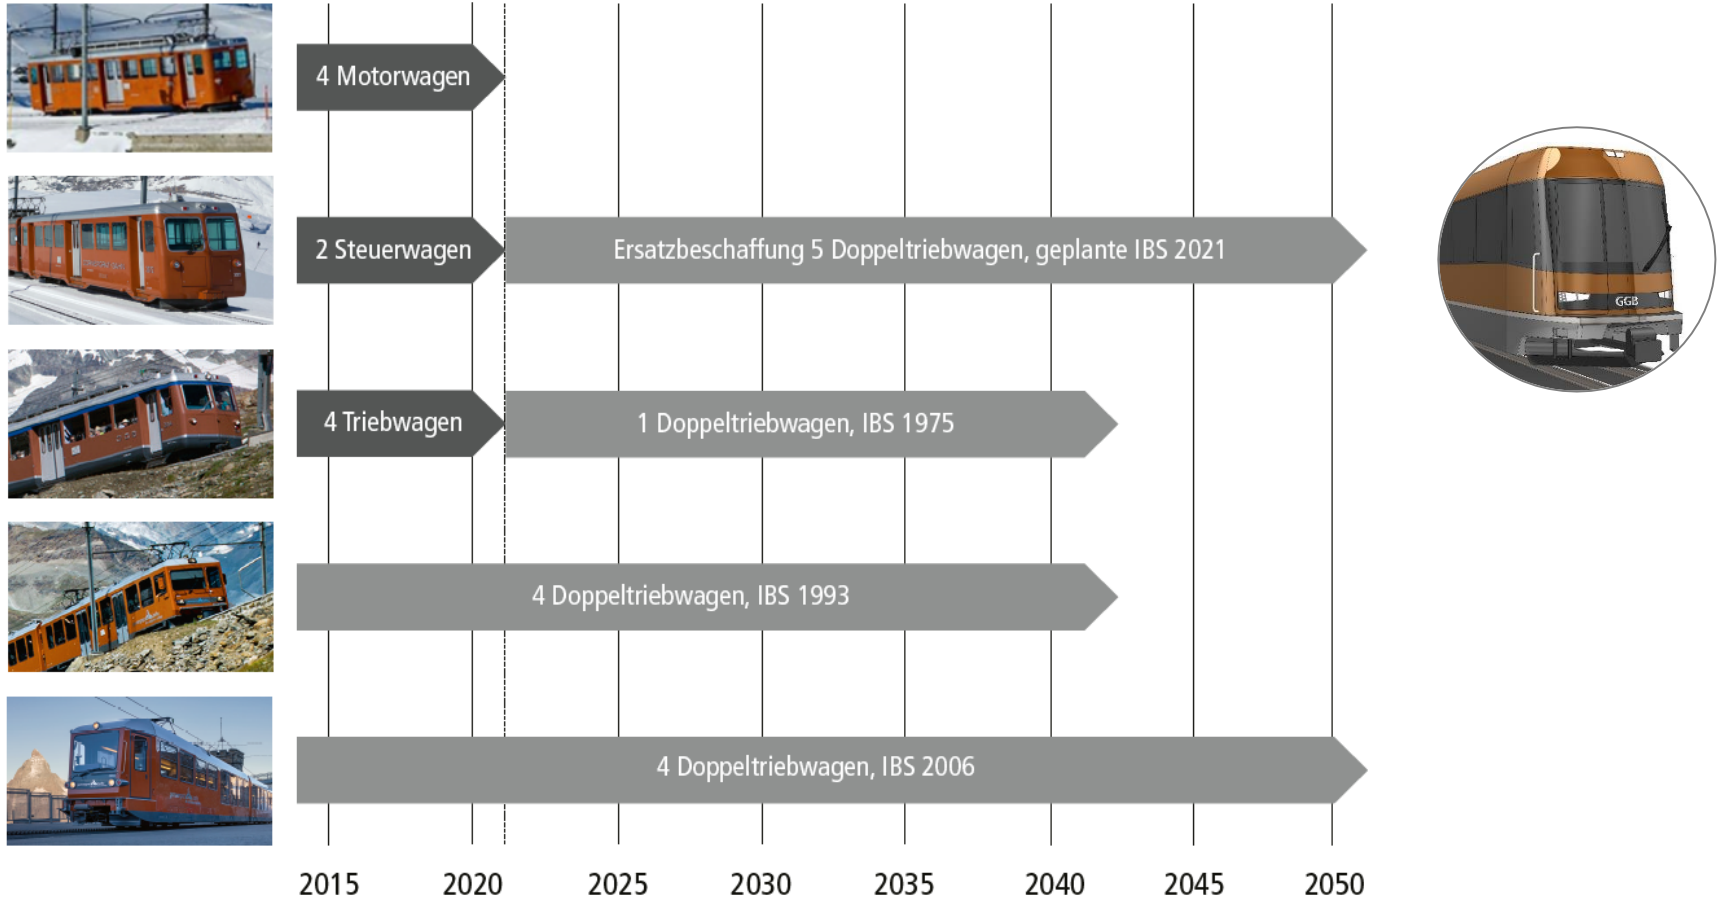 4 Motorwagen
2 Steuerwagen
Ersatzbeschaffung 5 Doppeltriebwagen, geplante IBS 2021
GGB
4 Triebwagen
1 Doppeltriebwagen, IBS 1975
4 Doppeltriebwagen, IBS 1993
4 Doppeltriebwagen, IBS 2006
2015 2020 2025 2030 2035 2040 2045 2050